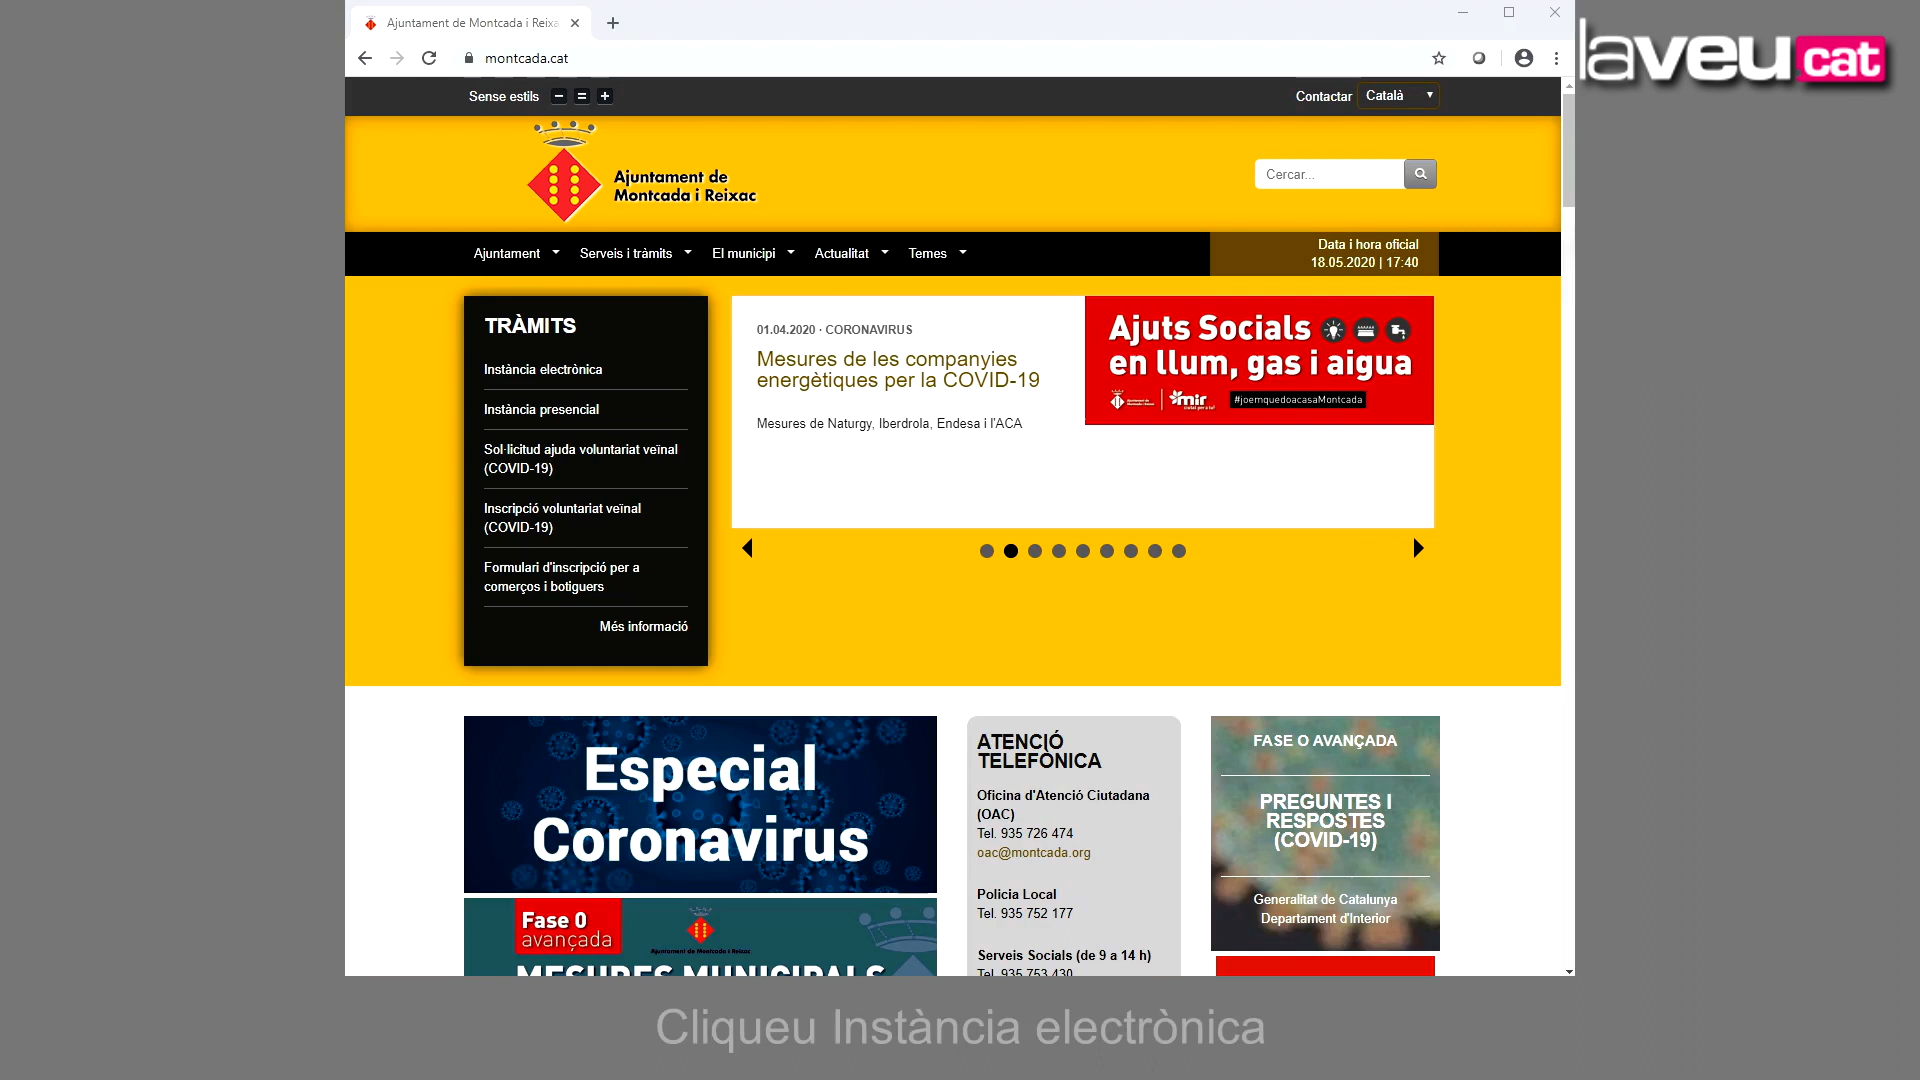 Ajuntament de Montcada i Reixa
montcada.cat
laveu.cat
Sense estils
Contactar
Català
Ajuntament de
Montcada i Reixac
Cercar...
Ajuntament
Serveis i tràmits
El municipi
Actualitat
Temes
Data i hora oficial
18.05.2020 | 17:40
TRÀMITS
Instància electrònica
Instància presencial
Sol·licitud ajuda voluntariat veïnal
(COVID-19)
Inscripció voluntariat veïnal
(COVID-19)
Formulari d'inscripció per a
comerços i botiguers
Més informació
01.04.2020 · CORONAVIRUS
Mesures de les companyies
energètiques per la COVID-19
Mesures de Naturgy, Iberdrola, Endesa i l'ACA
Ajuts Socials
en llum, gas i aigua
mir
#joemquedoacasaMontcada
Especial
Coronavirus
Fase 0
avançada
Ajuntament de Montcada i Reixac
MESURES MUNICIPALS
ATENCIÓ
TELEFÒNICA
Oficina d'Atenció Ciutadana
(OAC)
Tel. 935 726 474
oac@montcada.org
Policia Local
Tel. 935 752 177
Serveis Socials (de 9 a 14 h)
Tel. 935 753 430
FASE O AVANÇADA
PREGUNTES I
RESPOSTES
(COVID-19)
Generalitat de Catalunya
Departament d'Interior
Cliqueu Instància electrònica